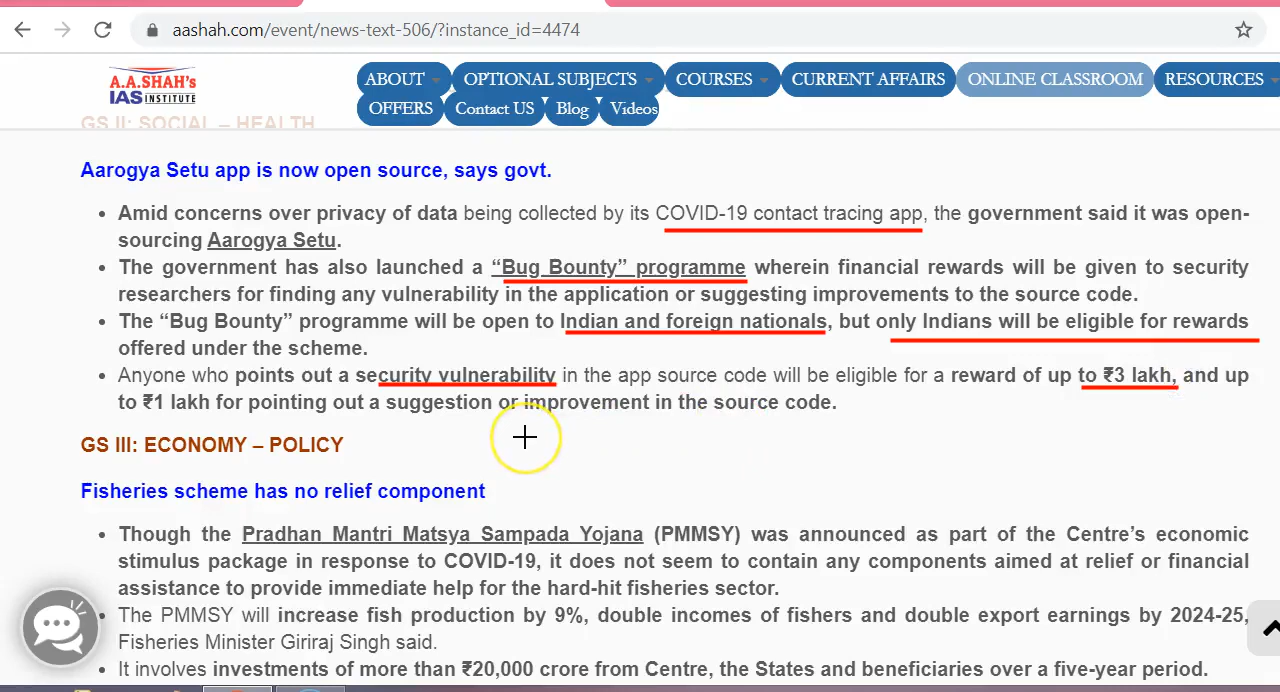 aashah.com/event/news-text-506/?instance_id=4474
A.A.SHAH's
IAS INSTITUTE
ABOUT OPTIONAL SUBJECTS COURSES CURRENT AFFAIRS ONLINE CLASSROOM RESOURCES
OFFERS Contact US Blog Videos
GS II: SOCIAL – HEALTH
Aarogya Setu app is now open source, says govt.
• Amid concerns over privacy of data being collected by its COVID-19 contact tracing app, the government said it was open-
sourcing Aarogya Setu.
• The government has also launched a “Bug Bounty” programme wherein financial rewards will be given to security
researchers for finding any vulnerability in the application or suggesting improvements to the source code.
• The “Bug Bounty” programme will be open to Indian and foreign nationals, but only Indians will be eligible for rewards
offered under the scheme.
• Anyone who points out a security vulnerability in the app source code will be eligible for a reward of up to ₹3 lakh, and up
to ₹1 lakh for pointing out a suggestion or improvement in the source code.
GS III: ECONOMY – POLICY
Fisheries scheme has no relief component
• Though the Pradhan Mantri Matsya Sampada Yojana (PMMSY) was announced as part of the Centre’s economic
stimulus package in response to COVID-19, it does not seem to contain any components aimed at relief or financial
assistance to provide immediate help for the hard-hit fisheries sector.
• The PMMSY will increase fish production by 9%, double incomes of fishers and double export earnings by 2024-25,
Fisheries Minister Giriraj Singh said.
• It involves investments of more than ₹20,000 crore from Centre, the States and beneficiaries over a five-year period.